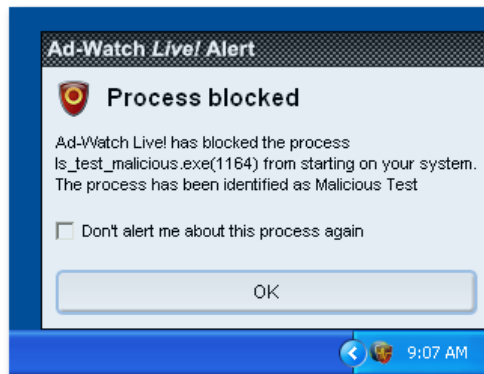 Ad-Watch Live! Alert
Process blocked
Ad-Watch Live! has blocked the process
ls_test_malicious.exe(1164) from starting on your system.
The process has been identified as Malicious Test
Don't alert me about this process again
OK
9:07 AM